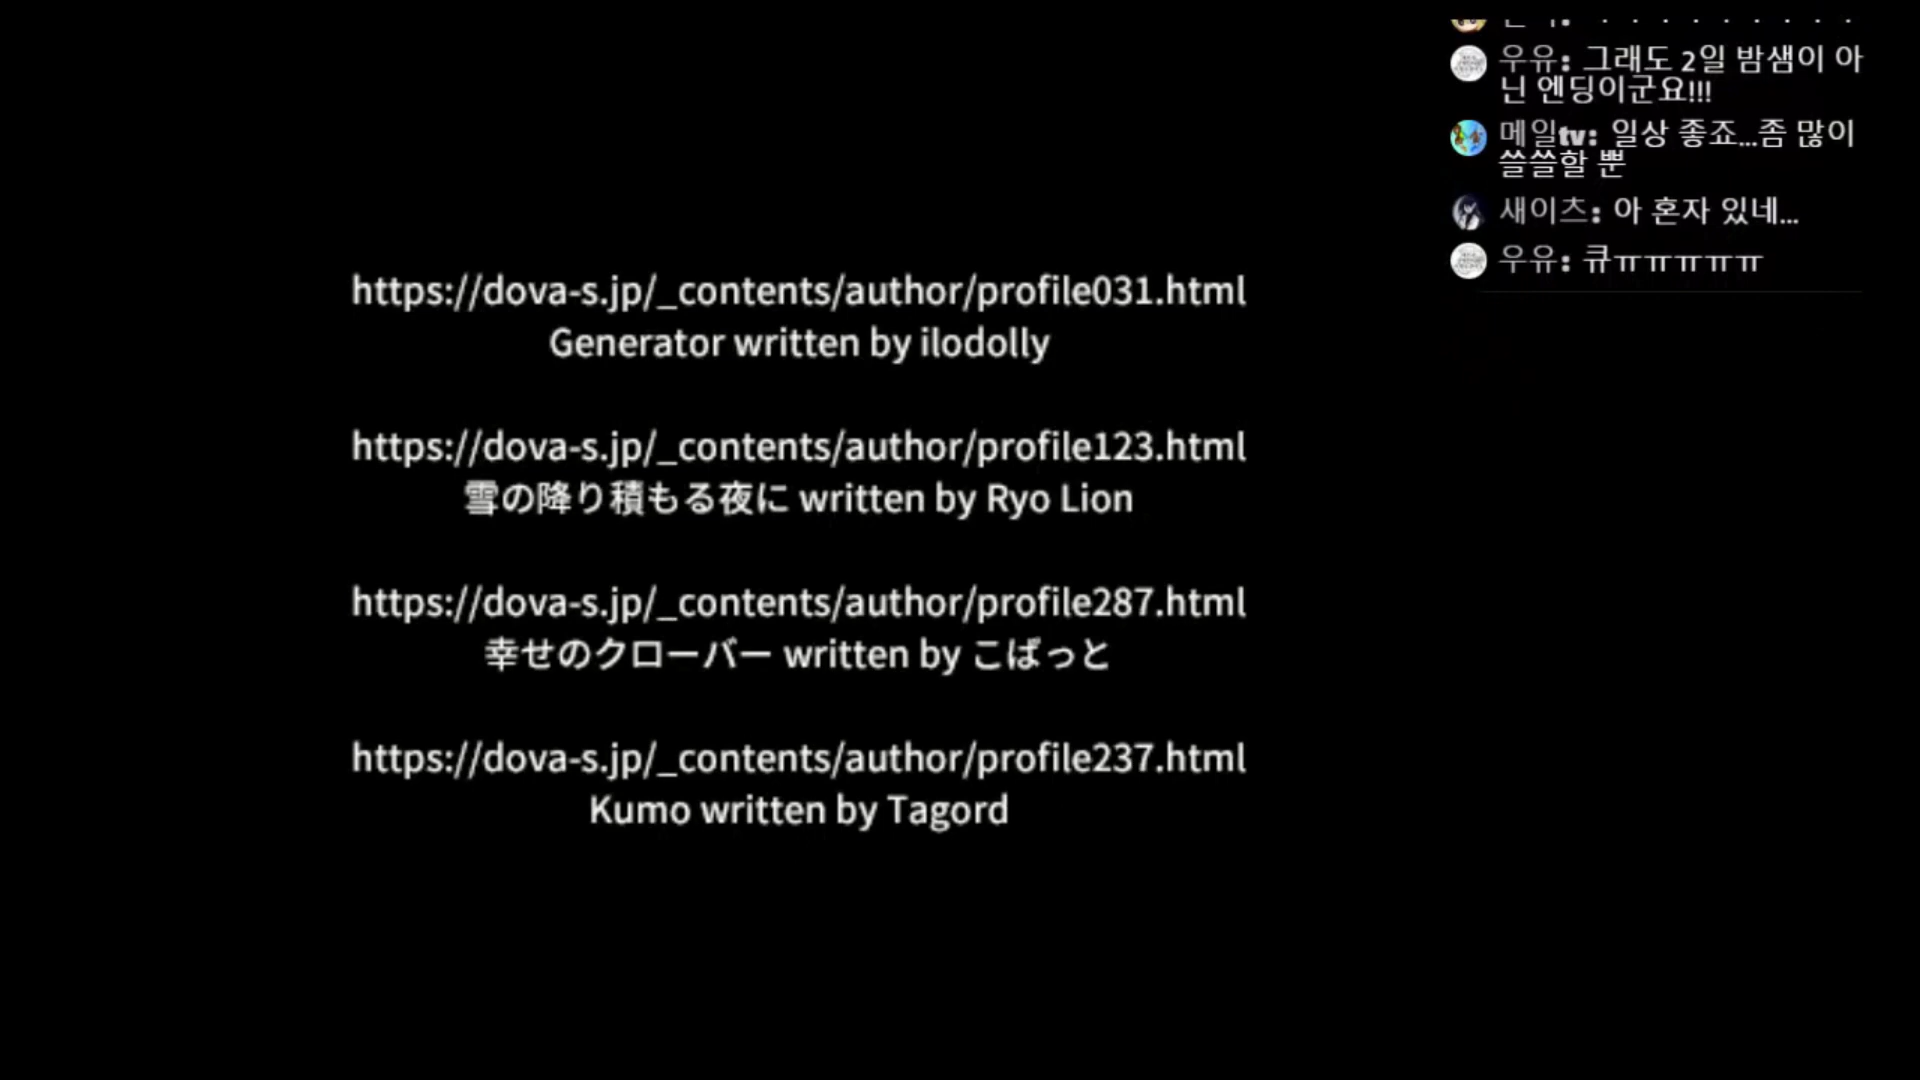 https://dova-s.jp/_contents/author/profile031.html
Generator written by ilodolly
https://dova-s.jp/_contents/author/profile123.html
雪の降り積もる夜に written by Ryo Lion
https://dova-s.jp/_contents/author/profile287.html
幸せのクローバー written by こばっと
https://dova-s.jp/_contents/author/profile237.html
Kumo written by Tagord
우유: 그래도 2일 밤샘이 아
닌 엔딩이군요!!!
메일tv: 일상 좋죠...좀 많이
쓸쓸할 뿐
새이츠: 아 혼자 있네...
우유: 큐ㅠㅠㅠㅠㅠ